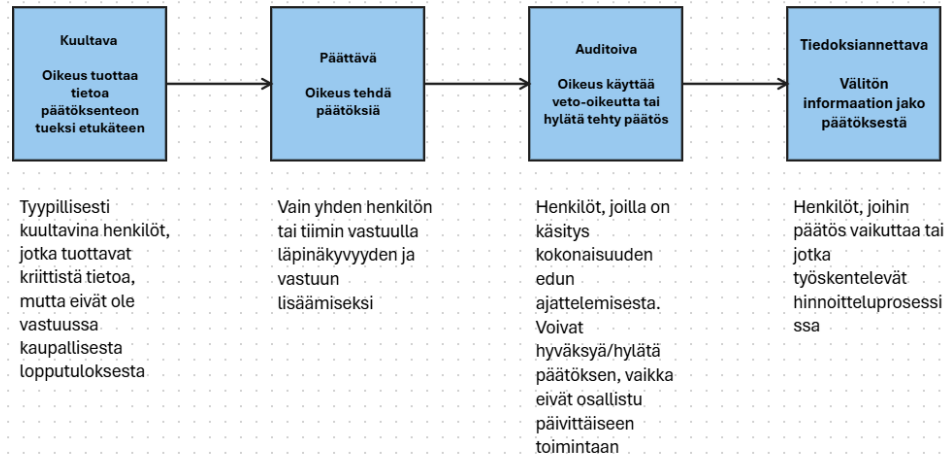 Kuultava
Oikeus tuottaa
tietoa
päätöksenteon
tueksi etukäteen
Päättävä
Oikeus tehdä
päätöksiä
Auditoiva
Oikeus käyttää
veto-oikeutta tai
hylätä tehty päätös
Tiedoksiannettava
Välitön
informaation jako
päätöksestä
Tyypillisesti
kuultavina henkilöt,
jotka tuottavat
kriittistä tietoa,
mutta eivät ole
vastuussa
kaupallisesta
lopputuloksesta
Vain yhden henkilön
tai tiimin vastuulla
läpinäkyvyyden ja
vastuun
lisäämiseksi
Henkilöt, joilla on
käsitys
kokonaisuuden
edun
ajattelemisesta.
Voivat
hyväksyä/hylätä
päätöksen, vaikka
eivät osallistu
päivittäiseen
toimintaan
Henkilöt, joihin
päätös vaikuttaa tai
jotka
työskentelevät
hinnoitteluprosessi
ssa